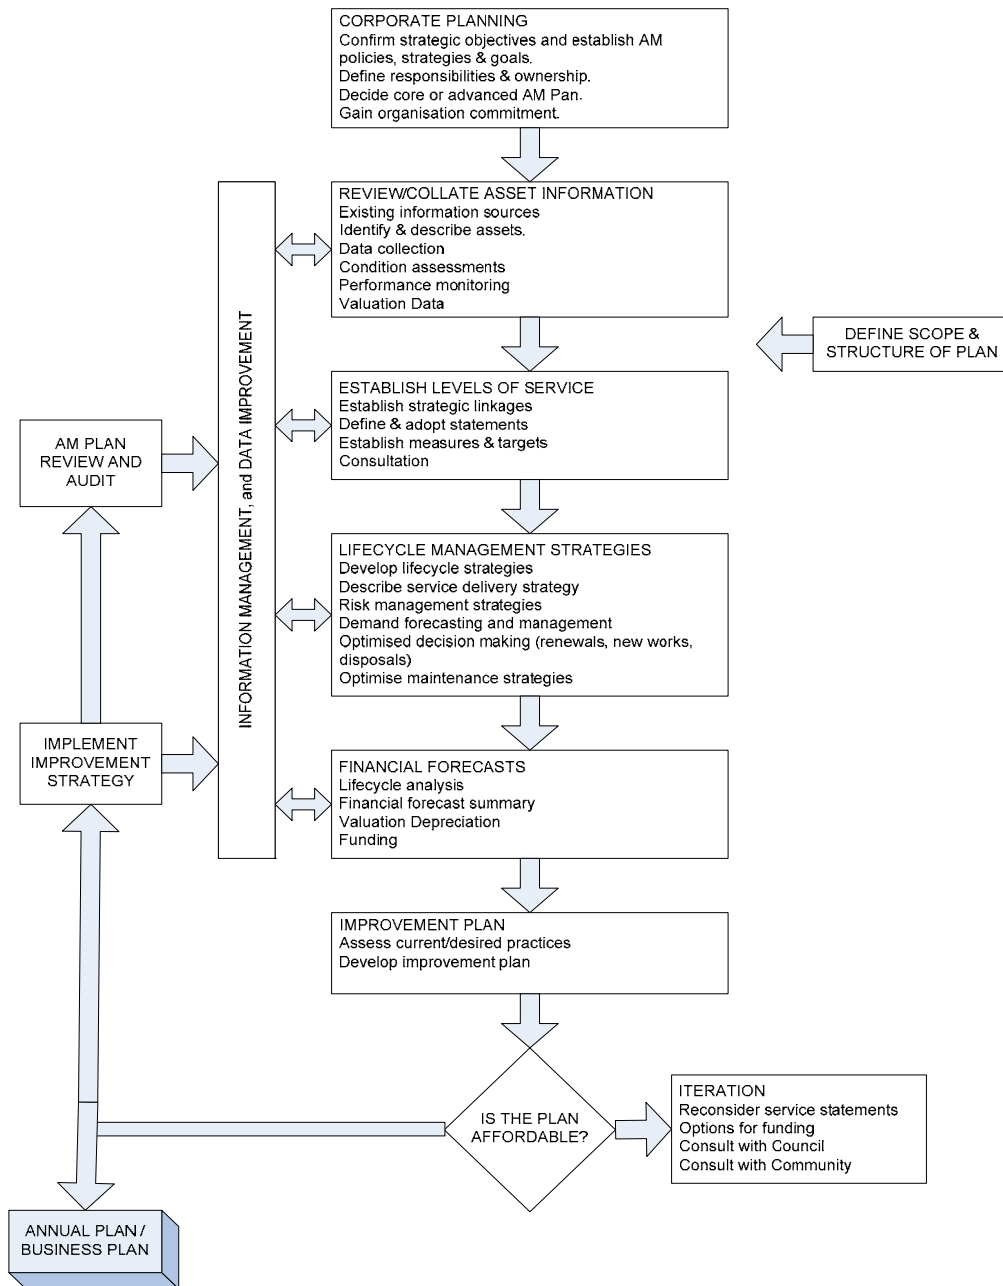 CORPORATE PLANNING
Confirm strategic objectives and establish AM
policies, strategies & goals.
Define responsibilities & ownership.
Decide core or advanced AM Pan.
Gain organisation commitment.
REVIEW/COLLATE ASSET INFORMATION
Existing information sources
Identify & describe assets.
Data collection
Condition assessments
Performance monitoring
Valuation Data
DEFINE SCOPE &
STRUCTURE OF PLAN
INFORMATION MANAGEMENT, and DATA IMPROVEMENT
ESTABLISH LEVELS OF SERVICE
Establish strategic linkages
Define & adopt statements
Establish measures & targets
Consultation
AM PLAN
REVIEW AND
AUDIT
LIFECYCLE MANAGEMENT STRATEGIES
Develop lifecycle strategies
Describe service delivery strategy
Risk management strategies
Demand forecasting and management
Optimised decision making (renewals, new works,
disposals)
Optimise maintenance strategies
IMPLEMENT
IMPROVEMENT
STRATEGY
FINANCIAL FORECASTS
Lifecycle analysis
Financial forecast summary
Valuation Depreciation
Funding
IMPROVEMENT PLAN
Assess current/desired practices
Develop improvement plan
IS THE PLAN
AFFORDABLE?
ITERATION
Reconsider service statements
Options for funding
Consult with Council
Consult with Community
ANNUAL PLAN /
BUSINESS PLAN